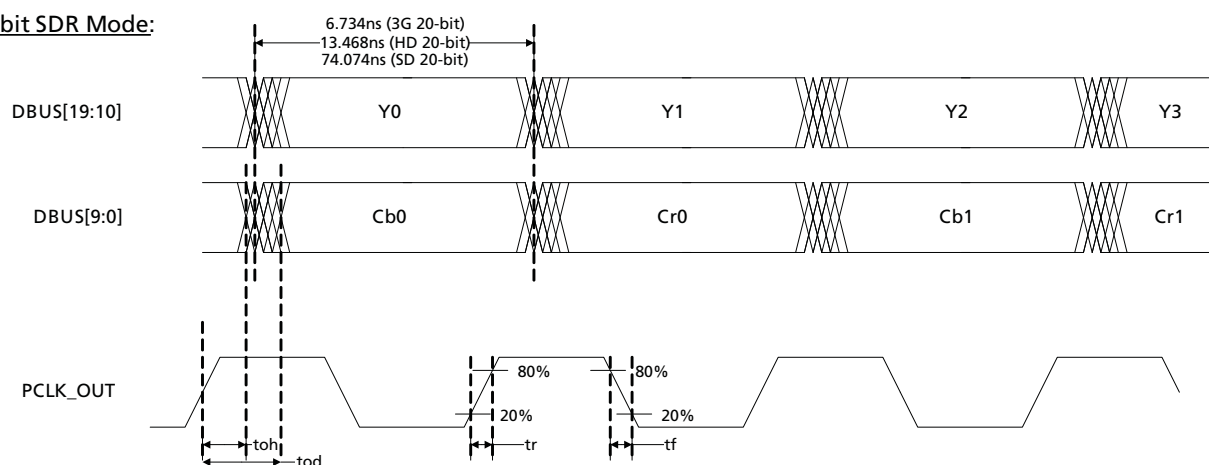 bit SDR Mode:
6.734ns (3G 20-bit)
13.468ns (HD 20-bit)
74.074ns (SD 20-bit)
DBUS[19:10]
Y0
Y1
Y2
Y3
DBUS[9:0]
Cb0
Cr0
Cb1
Cr1
PCLK_OUT
80%
80%
20%
20%
toh
tr
tf
tod